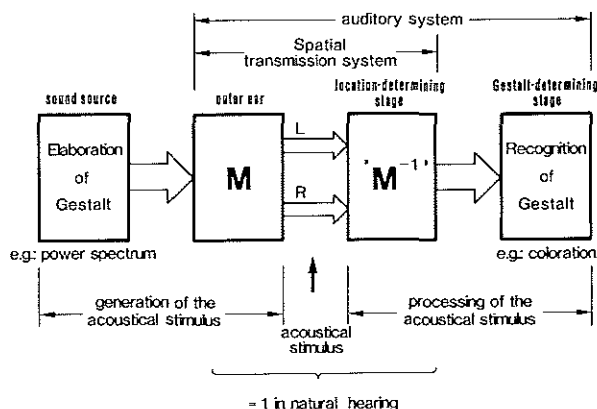 auditory system
Spatial
transmission system
sound source
outer ear
location-determining
stage
Gestalt-determining
stage
Elaboration
of
Gestalt
M
L
R
'M⁻¹'
Recognition
of
Gestalt
e.g.: power spectrum
e.g.: coloration
generation of the
acoustical stimulus
acoustical
stimulus
processing of the
acoustical stimulus
= 1 in natural hearing